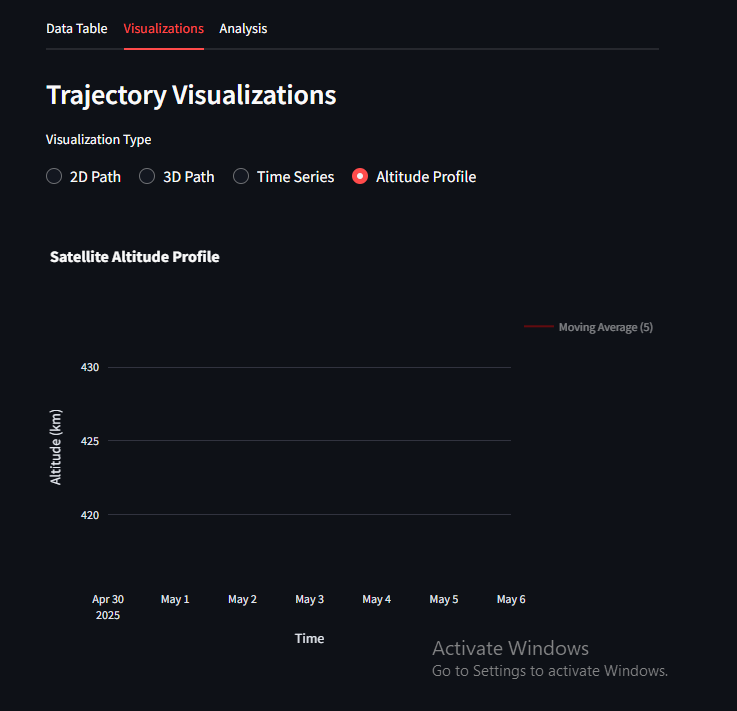 Data Table Visualizations Analysis
Trajectory Visualizations
Visualization Type
2D Path 3D Path Time Series Altitude Profile
Satellite Altitude Profile
Moving Average (5)
430
425
420
Altitude (km)
Apr 30 May 1 May 2 May 3 May 4 May 5 May 6
2025
Time
Activate Windows
Go to Settings to activate Windows.